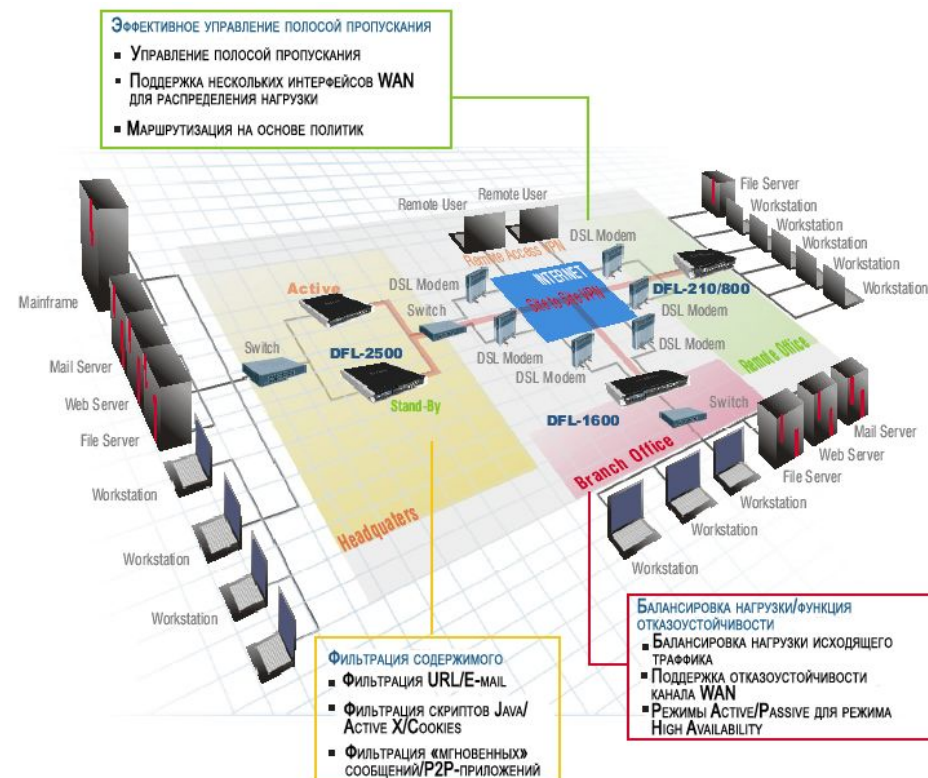 Эффективное управление полосой пропускания
▪ Управление полосой пропускания
▪ Поддержка нескольких интерфейсов WAN
для распределения нагрузки
▪ Маршрутизация на основе политик
Remote User
Remote User
File Server
Workstation
Workstation
Workstation
Workstation
Workstation
DSL Modem
Remote Access VPN
INTERNET
Site-to-Site VPN
DSL Modem
DFL-210/800
DSL Modem
Mainframe
Active
Switch
Switch
DFL-2500
DSL Modem
DSL Modem
DSL Modem
Remote Office
Mail Server
Web Server
File Server
Stand-By
DFL-1600
Switch
Mail Server
Web Server
File Server
Branch Office
Headquaters
Workstation
Workstation
Workstation
Workstation
Workstation
Workstation
Балансировка нагрузки/функция
отказоустойчивости
▪ Балансировка нагрузки исходящего
траффика
▪ Поддержка отказоустойчивости
канала WAN
▪ Режимы Active/Passive для режима
High Availability
Фильтрация содержимого
▪ Фильтрация URL/E-mail
▪ Фильтрация скриптов Java/
Active X/Cookies
▪ Фильтрация «мгновенных»
сообщений/P2P-приложений